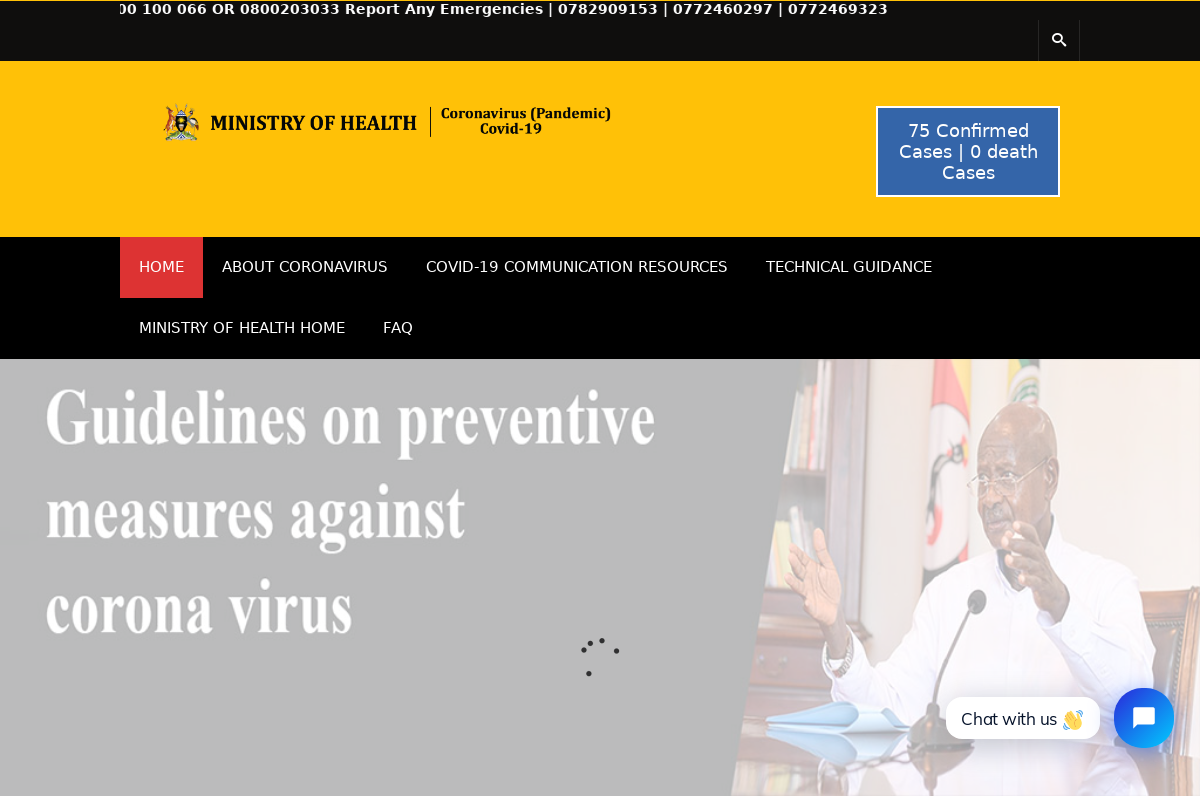 00 100 066 OR 0800203033 Report Any Emergencies | 0782909153 | 0772460297 | 0772469323
MINISTRY OF HEALTH
Coronavirus (Pandemic)
Covid-19
75 Confirmed
Cases | 0 death
Cases
HOME
ABOUT CORONAVIRUS
COVID-19 COMMUNICATION RESOURCES
TECHNICAL GUIDANCE
MINISTRY OF HEALTH HOME
FAQ
Guidelines on preventive
measures against
corona virus
Chat with us 👋